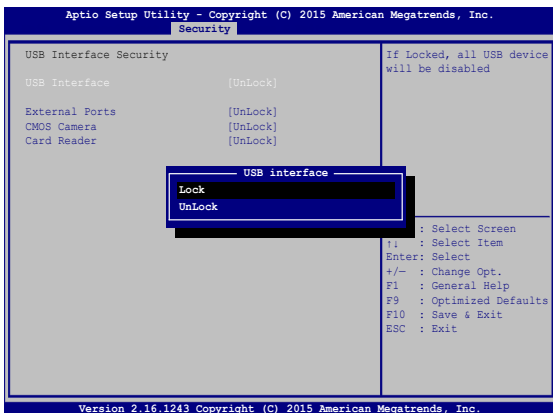 Aptio Setup Utility - Copyright (C) 2015 American Megatrends, Inc.
Security
USB Interface Security
USB Interface [UnLock]
External Ports [UnLock]
CMOS Camera [UnLock]
Card Reader [UnLock]
If Locked, all USB device
will be disabled
USB interface
Lock
UnLock
: Select Screen
↑↓ : Select Item
Enter: Select
+/— : Change Opt.
F1 : General Help
F9 : Optimized Defaults
F10 : Save & Exit
ESC : Exit
Version 2.16.1243 Copyright (C) 2015 American Megatrends, Inc.